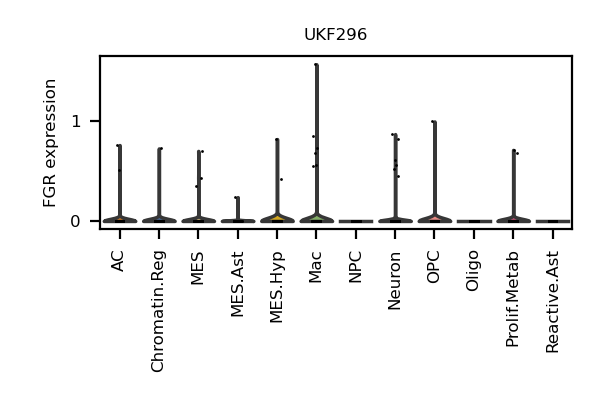 UKF296
FGR expression
1
0
AC
Chromatin.Reg
MES
MES.Ast
MES.Hyp
Mac
NPC
Neuron
OPC
Oligo
Prolif.Metab
Reactive.Ast